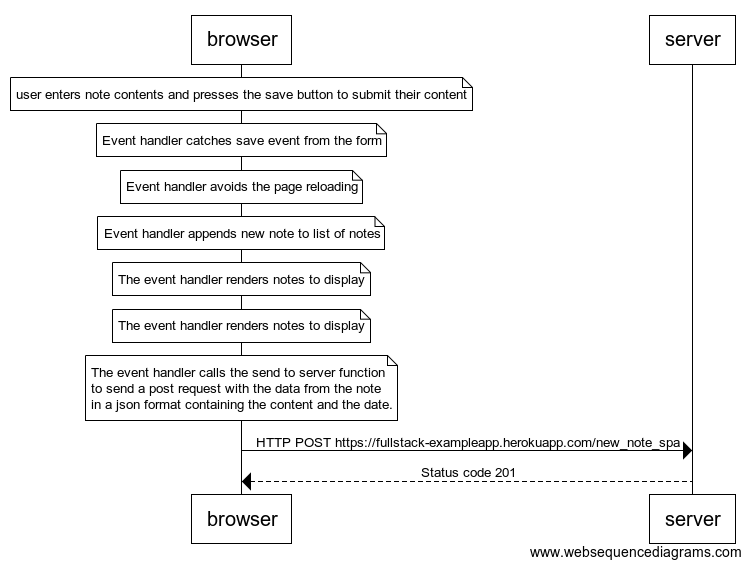 browser
server
user enters note contents and presses the save button to submit their content
Event handler catches save event from the form
Event handler avoids the page reloading
Event handler appends new note to list of notes
The event handler renders notes to display
The event handler renders notes to display
The event handler calls the send to server function
to send a post request with the data from the note
in a json format containing the content and the date.
HTTP POST https://fullstack-exampleapp.herokuapp.com/new_note_spa
Status code 201
browser
server
www.websequencediagrams.com